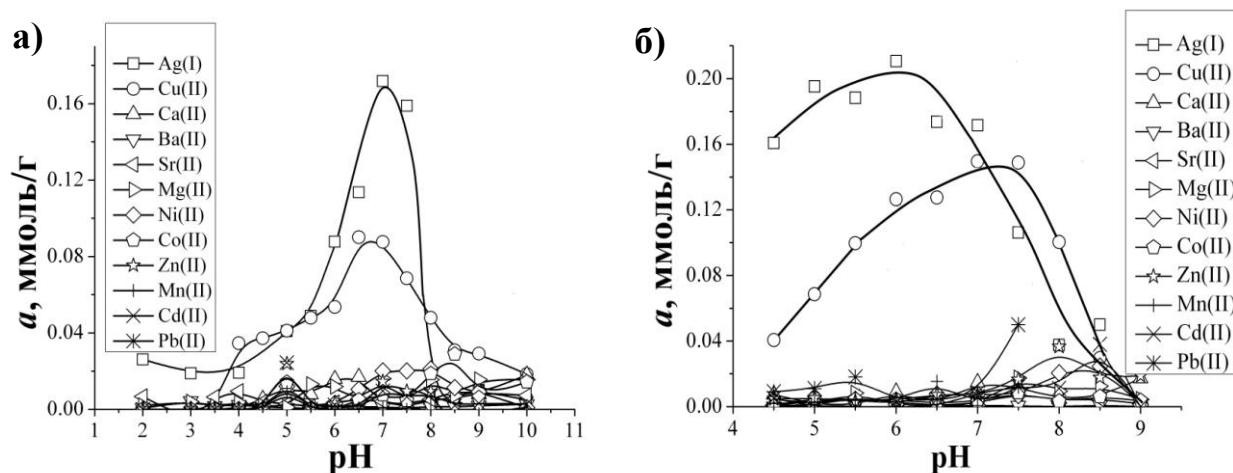 а)
Ag(I)
Cu(II)
Ca(II)
Ba(II)
Sr(II)
Mg(II)
Ni(II)
Co(II)
Zn(II)
Mn(II)
Cd(II)
Pb(II)
a, ммоль/г
0.16
0.12
0.08
0.04
0.00
1 2 3 4 5 6 7 8 9 10 11
pH
б)
Ag(I)
Cu(II)
Ca(II)
Ba(II)
Sr(II)
Mg(II)
Ni(II)
Co(II)
Zn(II)
Mn(II)
Cd(II)
Pb(II)
a, ммоль/г
0.20
0.16
0.12
0.08
0.04
0.00
4 5 6 7 8 9
pH